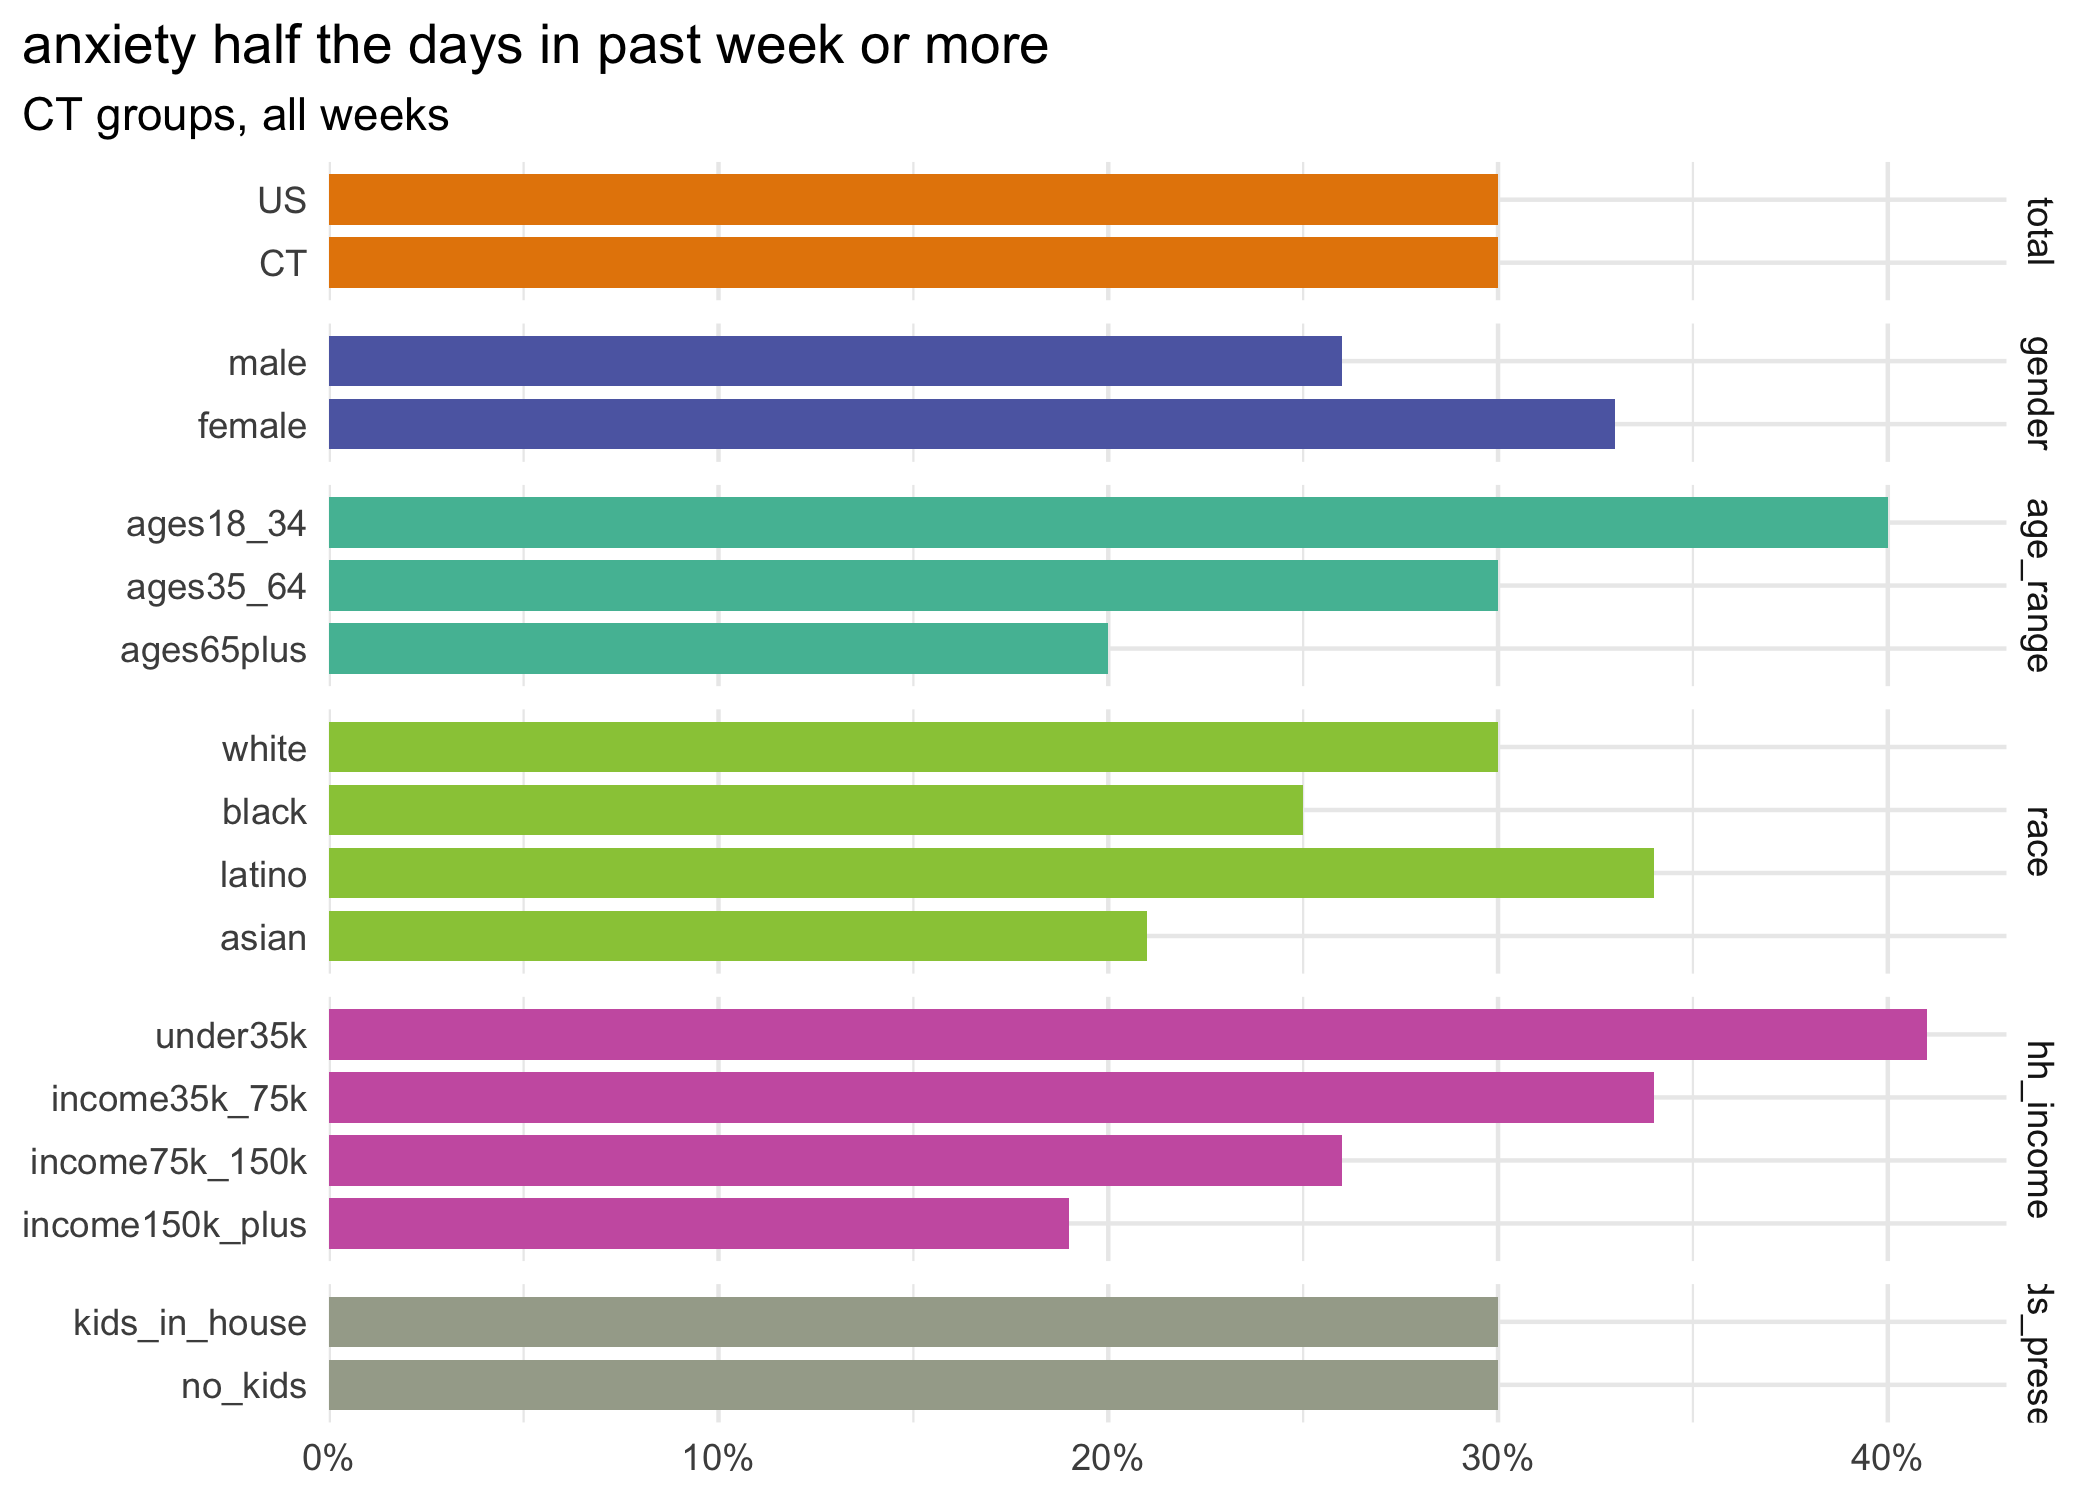 anxiety half the days in past week or more
CT groups, all weeks
US
CT
total
male
female
gender
ages18_34
ages35_64
ages65plus
age_range
white
black
latino
asian
race
under35k
income35k_75k
income75k_150k
income150k_plus
hh_income
kids_in_house
no_kids
ds_prese
0% 10% 20% 30% 40%